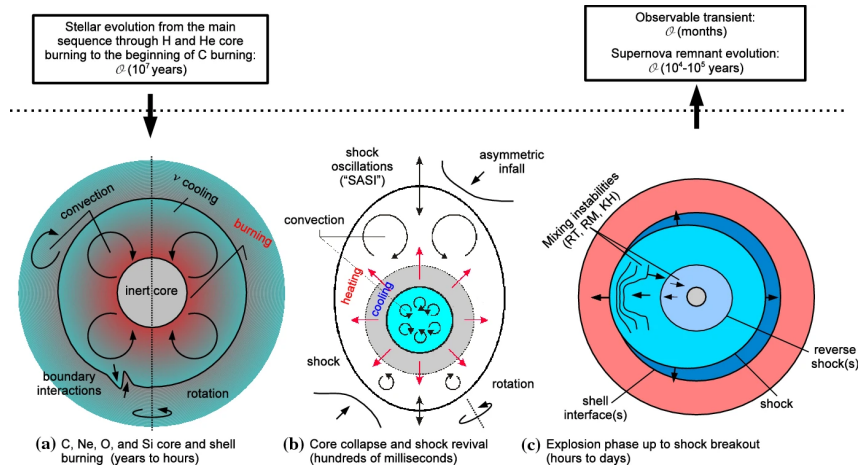 Stellar evolution from the main
sequence through H and He core
burning to the beginning of C burning:
𝒪 (10⁷ years)
Observable transient:
𝒪 (months)
Supernova remnant evolution:
𝒪 (10⁴-10⁵ years)
convection
ν cooling
burning
inert core
boundary
interactions
rotation
(a) C, Ne, O, and Si core and shell
burning (years to hours)
shock
oscillations
("SASI")
asymmetric
infall
convection
heating
cooling
shock
rotation
(b) Core collapse and shock revival
(hundreds of milliseconds)
Mixing instabilities
(RT, RM, KH)
reverse
shock(s)
shock
shell
interface(s)
(c) Explosion phase up to shock breakout
(hours to days)